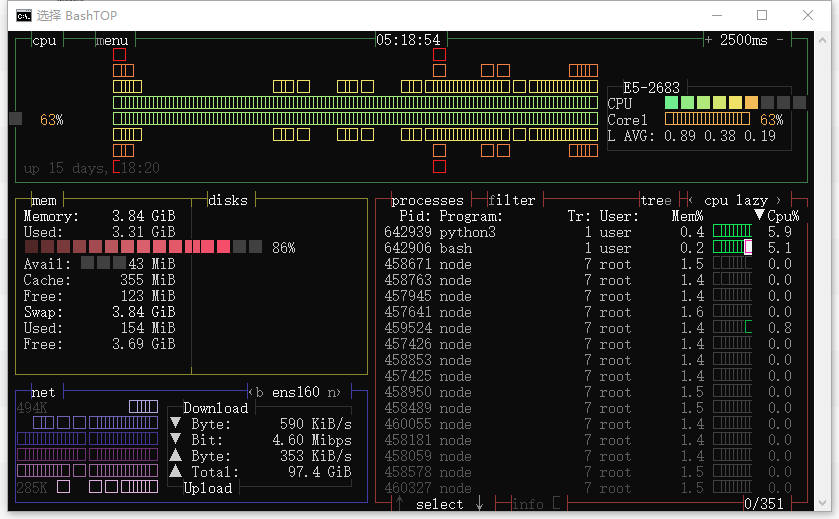 选择 BashTOP
cpu menu 05:18:54 + 2500ms -
E5-2683
CPU
63% Core1 63%
L AVG: 0.89 0.38 0.19
up 15 days, 18:20
mem disks
Memory: 3.84 GiB
Used: 3.31 GiB
86%
Avail: 43 MiB
Cache: 355 MiB
Free: 123 MiB
Swap: 3.84 GiB
Used: 154 MiB
Free: 3.69 GiB
net ‹b ens160 n›
494K
Download
▼ Byte: 590 KiB/s
▼ Bit: 4.60 Mibps
▲ Byte: 353 KiB/s
▲ Total: 97.4 GiB
285K
Upload
processes filter tree ‹ cpu lazy ›
Pid: Program: Tr: User: Mem% ▼Cpu%
642939 python3 1 user 0.4 5.9
642906 bash 1 user 0.2 5.1
458671 node 7 root 1.5 0.0
458763 node 7 root 1.4 0.0
457945 node 7 root 1.4 0.0
457641 node 7 root 1.6 0.0
459524 node 7 root 1.4 0.8
457426 node 7 root 1.4 0.0
458853 node 7 root 1.4 0.0
457425 node 7 root 1.4 0.0
458950 node 7 root 1.5 0.0
458489 node 7 root 1.4 0.0
460055 node 7 root 1.4 0.0
458181 node 7 root 1.4 0.0
458059 node 7 root 1.4 0.0
458578 node 7 root 1.5 0.0
460327 node 7 root 1.5 0.0
↑ select ↓ info 0/351